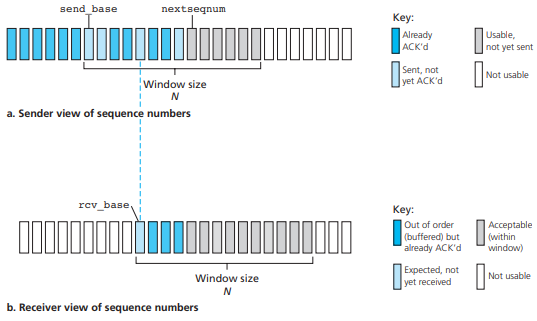 send_base
nextseqnum
Window size
N
Key:
Already
ACK'd
Sent, not
yet ACK'd
Usable,
not yet sent
Not usable
a. Sender view of sequence numbers
rcv_base
Window size
N
Key:
Out of order
(buffered) but
already ACK'd
Expected, not
yet received
Acceptable
(within
window)
Not usable
b. Receiver view of sequence numbers